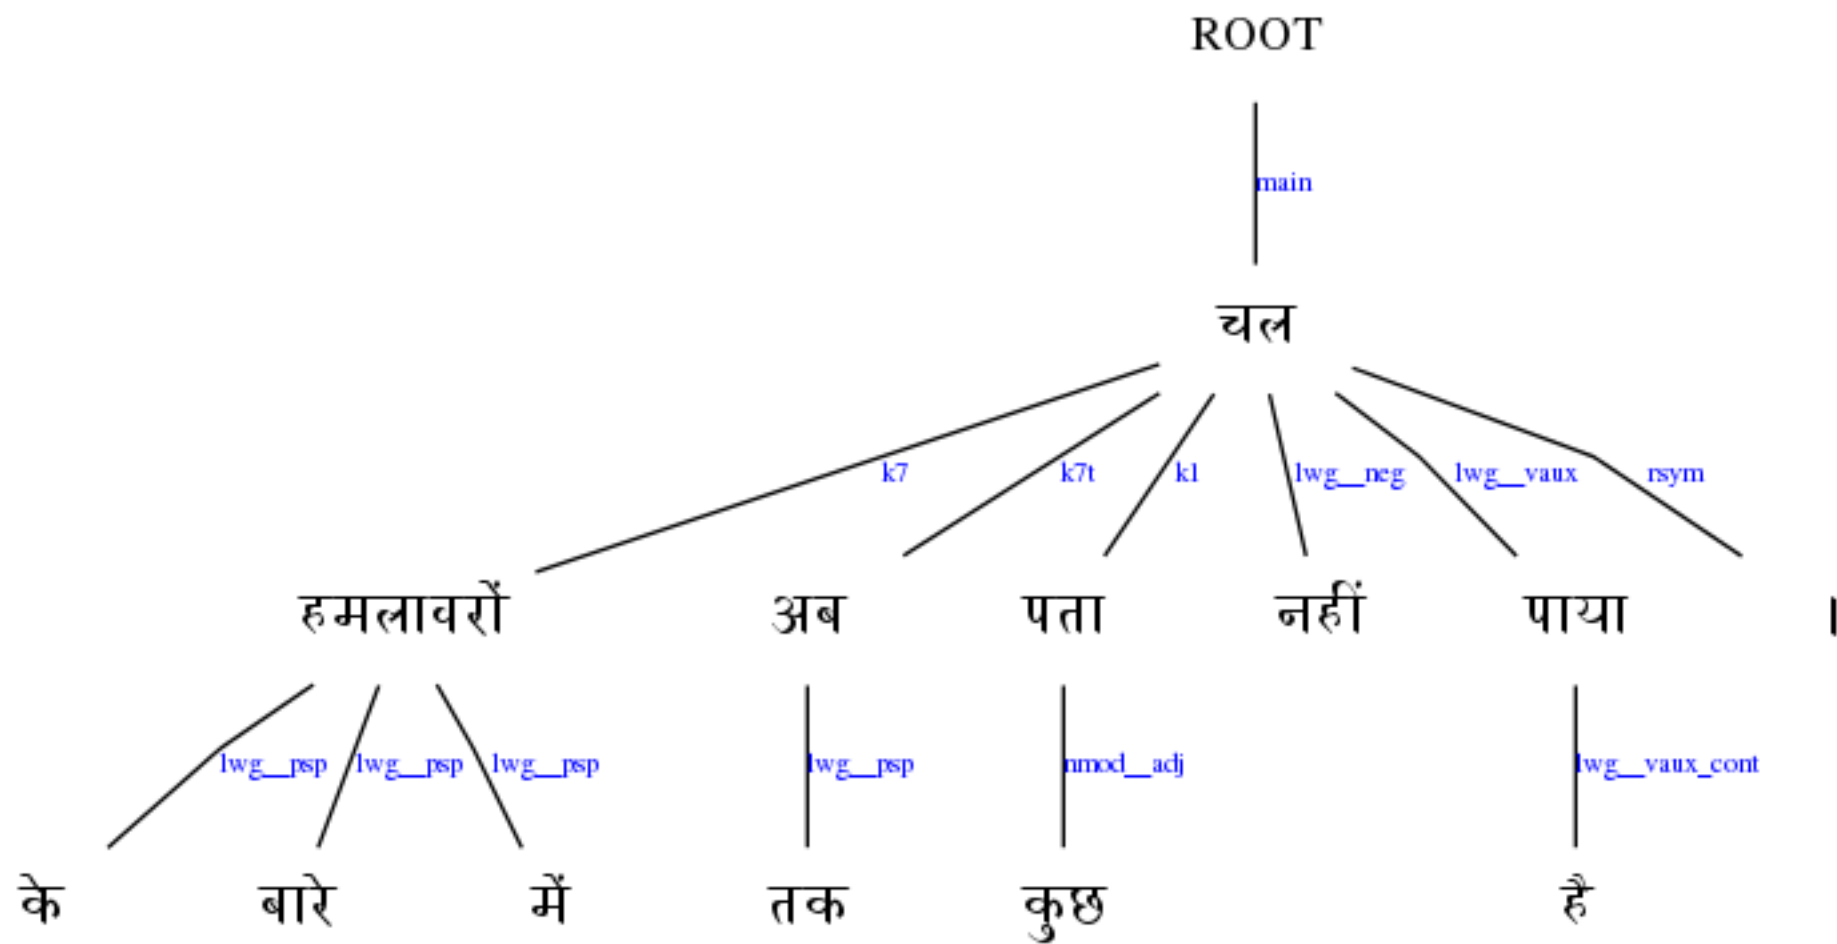 ROOT
main
चल
k7 k7t k1 lwg__neg lwg__vaux rsym
हमलावरों अब पता नहीं पाया ।
lwg__psp lwg__psp lwg__psp lwg__psp nmod__adj lwg__vaux_cont
के बारे में तक कुछ है